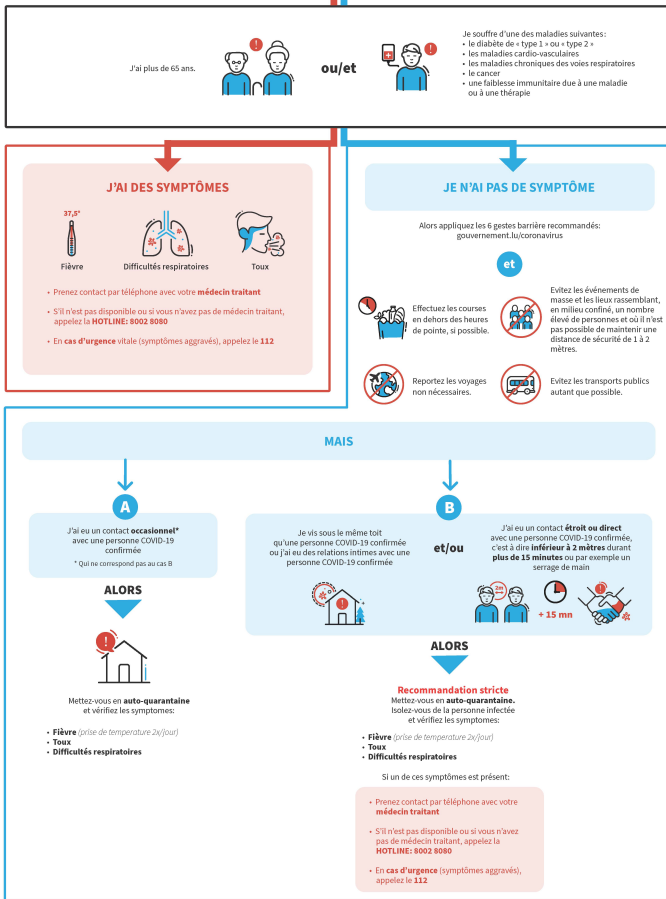 J'ai plus de 65 ans.
ou/et
Je souffre d'une des maladies suivantes:
• le diabète de « type 1 » ou « type 2 »
• les maladies cardio-vasculaires
• les maladies chroniques des voies respiratoires
• le cancer
• une faiblesse immunitaire due à une maladie
ou à une thérapie
J'AI DES SYMPTÔMES
37,5°
Fièvre
Difficultés respiratoires
Toux
• Prenez contact par téléphone avec votre médecin traitant
• S'il n'est pas disponible ou si vous n'avez pas de médecin traitant,
appelez la HOTLINE: 8002 8080
• En cas d'urgence vitale (symptômes aggravés), appelez le 112
JE N'AI PAS DE SYMPTÔME
Alors appliquez les 6 gestes barrière recommandés:
gouvernement.lu/coronavirus
et
Effectuez les courses
en dehors des heures
de pointe, si possible.
Evitez les événements de
masse et les lieux rassemblant,
en milieu confiné, un nombre
élevé de personnes et où il n'est
pas possible de maintenir une
distance de sécurité de 1 à 2
mètres.
Reportez les voyages
non nécessaires.
Evitez les transports publics
autant que possible.
MAIS
A
J'ai eu un contact occasionnel*
avec une personne COVID-19
confirmée
* Qui ne correspond pas au cas B
ALORS
Mettez-vous en auto-quarantaine
et vérifiez les symptomes:
• Fièvre (prise de temperature 2x/jour)
• Toux
• Difficultés respiratoires
B
Je vis sous le même toit
qu'une personne COVID-19 confirmée
ou j'ai eu des relations intimes avec une
personne COVID-19 confirmée
et/ou
J'ai eu un contact étroit ou direct
avec une personne COVID-19 confirmée,
c'est à dire inférieur à 2 mètres durant
plus de 15 minutes ou par exemple un
serrage de main
2m
+ 15 mn
ALORS
Recommandation stricte
Mettez-vous en auto-quarantaine.
Isolez-vous de la personne infectée
et vérifiez les symptomes:
• Fièvre (prise de temperature 2x/jour)
• Toux
• Difficultés respiratoires
Si un de ces symptômes est présent:
• Prenez contact par téléphone avec votre
médecin traitant
• S'il n'est pas disponible ou si vous n'avez
pas de médecin traitant, appelez la
HOTLINE: 8002 8080
• En cas d'urgence (symptômes aggravés),
appelez le 112